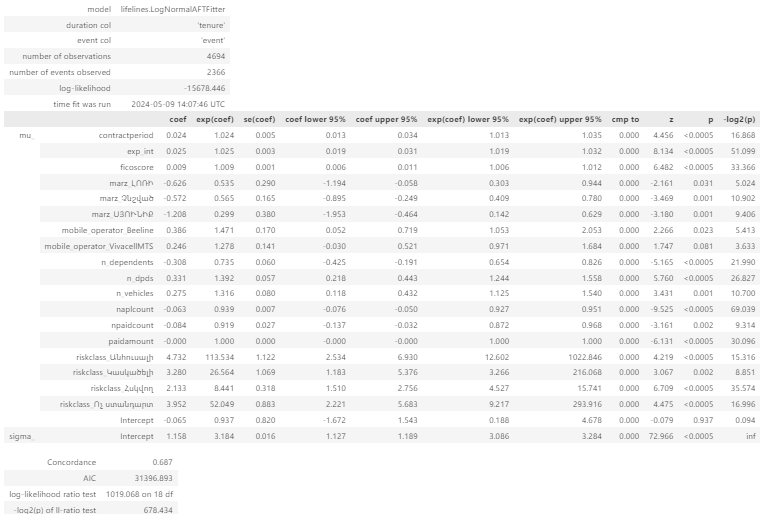 model lifelines.LogNormalAFTFitter
duration col 'tenure'
event col 'event'
number of observations 4694
number of events observed 2366
log-likelihood -15678.446
time fit was run 2024-05-09 14:07:46 UTC
coef exp(coef) se(coef) coef lower 95% coef upper 95% exp(coef) lower 95% exp(coef) upper 95% cmp to z p -log2(p)
mu_ contractperiod 0.024 1.024 0.005 0.013 0.034 1.013 1.035 0.000 4.456 <0.0005 16.868
exp_int 0.025 1.025 0.003 0.019 0.031 1.019 1.032 0.000 8.134 <0.0005 51.099
ficoscore 0.009 1.009 0.001 0.006 0.011 1.006 1.012 0.000 6.482 <0.0005 33.366
marz_ԼՈՌԻ -0.626 0.535 0.290 -1.194 -0.058 0.303 0.944 0.000 -2.161 0.031 5.024
marz_Չնշված -0.572 0.565 0.165 -0.895 -0.249 0.409 0.780 0.000 -3.469 0.001 10.902
marz_ՍՅՈՒՆԻՔ -1.208 0.299 0.380 -1.953 -0.464 0.142 0.629 0.000 -3.180 0.001 9.406
mobile_operator_Beeline 0.386 1.471 0.170 0.052 0.719 1.053 2.053 0.000 2.266 0.023 5.413
mobile_operator_VivacellMTS 0.246 1.278 0.141 -0.030 0.521 0.971 1.684 0.000 1.747 0.081 3.633
n_dependents -0.308 0.735 0.060 -0.425 -0.191 0.654 0.826 0.000 -5.165 <0.0005 21.990
n_dpds 0.331 1.392 0.057 0.218 0.443 1.244 1.558 0.000 5.760 <0.0005 26.827
n_vehicles 0.275 1.316 0.080 0.118 0.432 1.125 1.540 0.000 3.431 0.001 10.700
naplcount -0.063 0.939 0.007 -0.076 -0.050 0.927 0.951 0.000 -9.525 <0.0005 69.039
npaidcount -0.084 0.919 0.027 -0.137 -0.032 0.872 0.968 0.000 -3.161 0.002 9.314
paidamount -0.000 1.000 0.000 -0.000 -0.000 1.000 1.000 0.000 -6.131 <0.0005 30.096
riskclass_Անհուսալի 4.732 113.534 1.122 2.534 6.930 12.602 1022.846 0.000 4.219 <0.0005 15.316
riskclass_Կասկածելի 3.280 26.564 1.069 1.183 5.376 3.266 216.067 0.000 3.068 0.002 8.851
riskclass_Հսկվող 2.133 8.441 0.318 1.510 2.756 4.527 15.741 0.000 6.709 <0.0005 35.574
riskclass_Ոչ ստանդարտ 3.952 52.049 0.883 2.221 5.683 9.217 293.916 0.000 4.475 <0.0005 16.996
Intercept -0.065 0.937 0.820 -1.672 1.543 0.188 4.678 0.000 -0.079 0.937 0.094
sigma_ Intercept 1.158 3.184 0.016 1.127 1.189 3.086 3.284 0.000 72.966 <0.0005 inf
Concordance 0.687
AIC 31396.893
log-likelihood ratio test 1019.068 on 18 df
-log2(p) of ll-ratio test 678.434